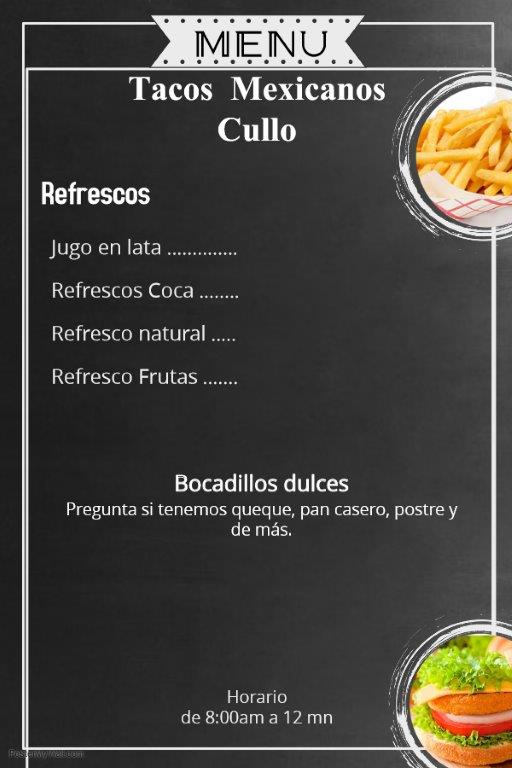 MENU
Tacos Mexicanos
Cullo
Refrescos
Jugo en lata ..............
Refrescos Coca ........
Refresco natural .....
Refresco Frutas .......
Bocadillos dulces
Pregunta si tenemos queque, pan casero, postre y
de más.
Horario
de 8:00am a 12 mn
PosterMyWall.com